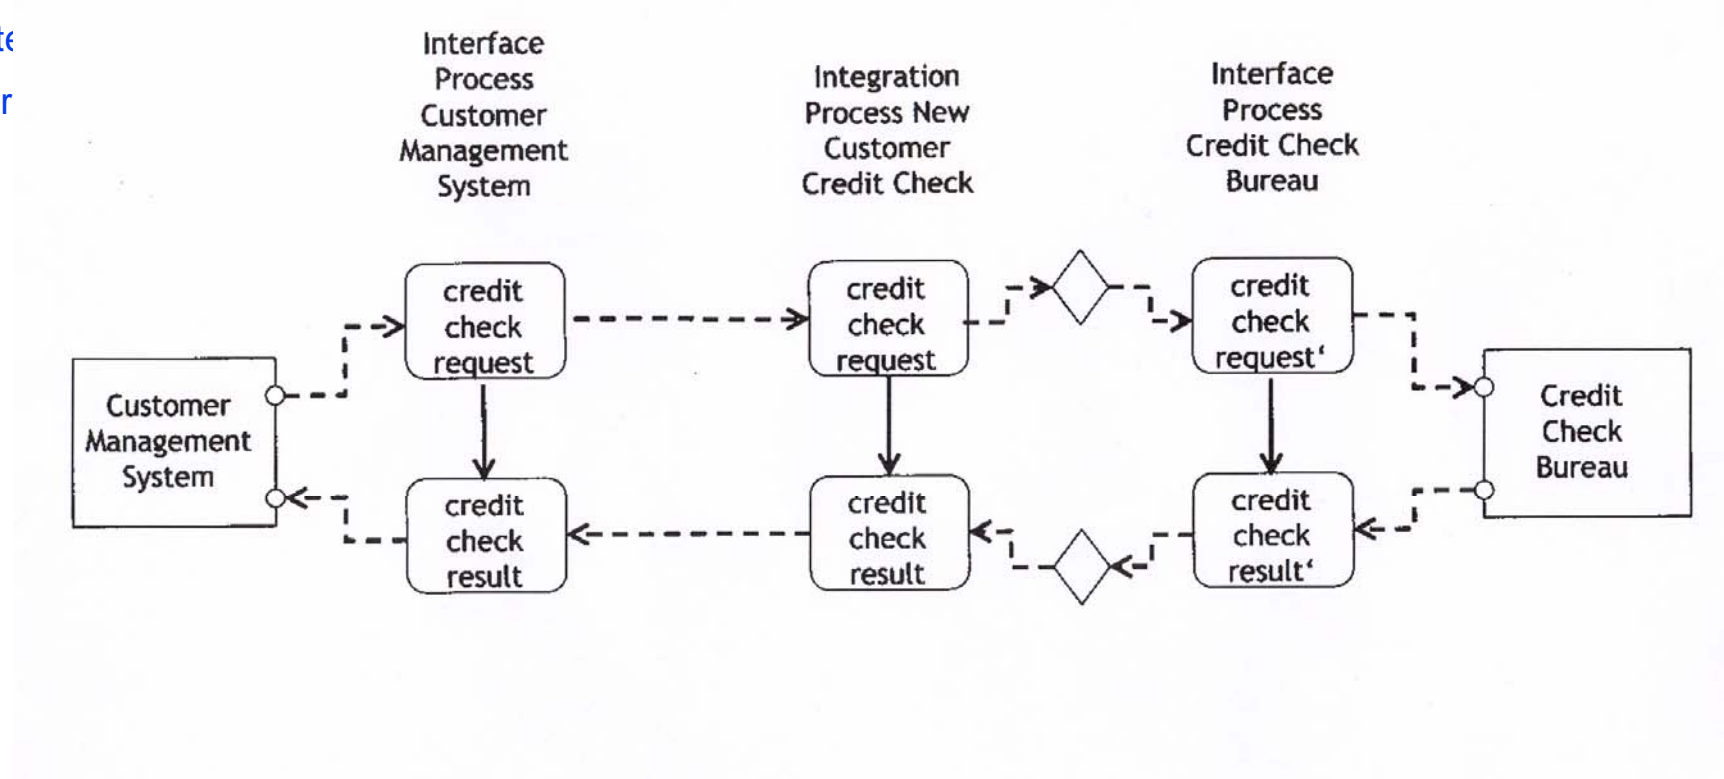 Interface
Process
Customer
Management
System
Integration
Process New
Customer
Credit Check
Interface
Process
Credit Check
Bureau
credit
check
request
credit
check
request
credit
check
request‘
Customer
Management
System
Credit
Check
Bureau
credit
check
result
credit
check
result
credit
check
result‘